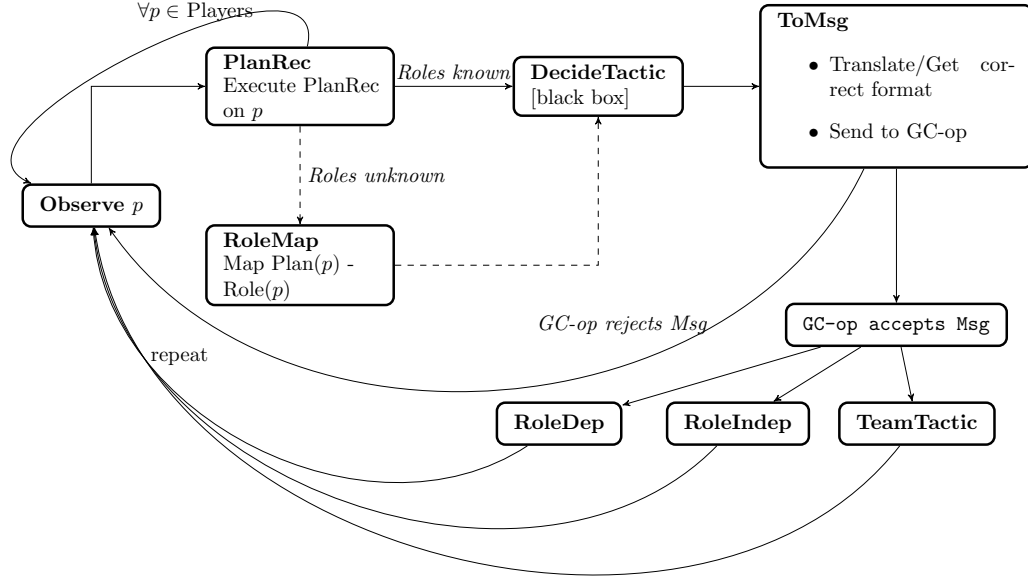 ∀p ∈ Players
PlanRec
Execute PlanRec
on p
Roles known
DecideTactic
[black box]
ToMsg
• Translate/Get cor-
rect format
• Send to GC-op
Roles unknown
Observe p
RoleMap
Map Plan(p) -
Role(p)
GC-op rejects Msg
GC-op accepts Msg
repeat
RoleDep
RoleIndep
TeamTactic